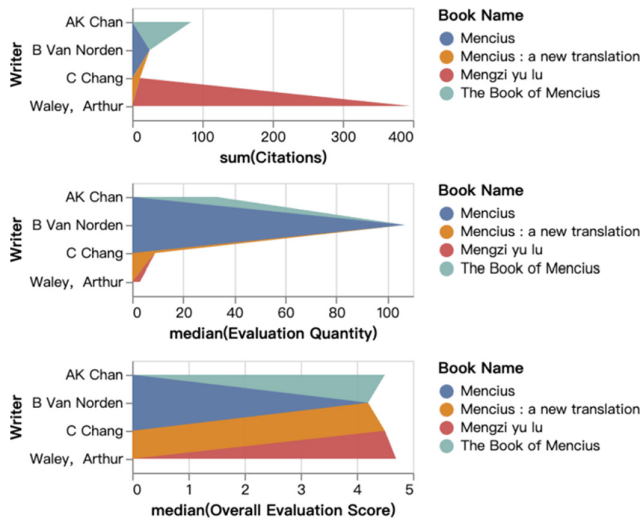 Writer
AK Chan
B Van Norden
C Chang
Waley, Arthur
0 100 200 300 400
sum(Citations)
Book Name
Mencius
Mencius : a new translation
Mengzi yu lu
The Book of Mencius
Writer
AK Chan
B Van Norden
C Chang
Waley, Arthur
0 20 40 60 80 100
median(Evaluation Quantity)
Book Name
Mencius
Mencius : a new translation
Mengzi yu lu
The Book of Mencius
Writer
AK Chan
B Van Norden
C Chang
Waley, Arthur
0 1 2 3 4 5
median(Overall Evaluation Score)
Book Name
Mencius
Mencius : a new translation
Mengzi yu lu
The Book of Mencius